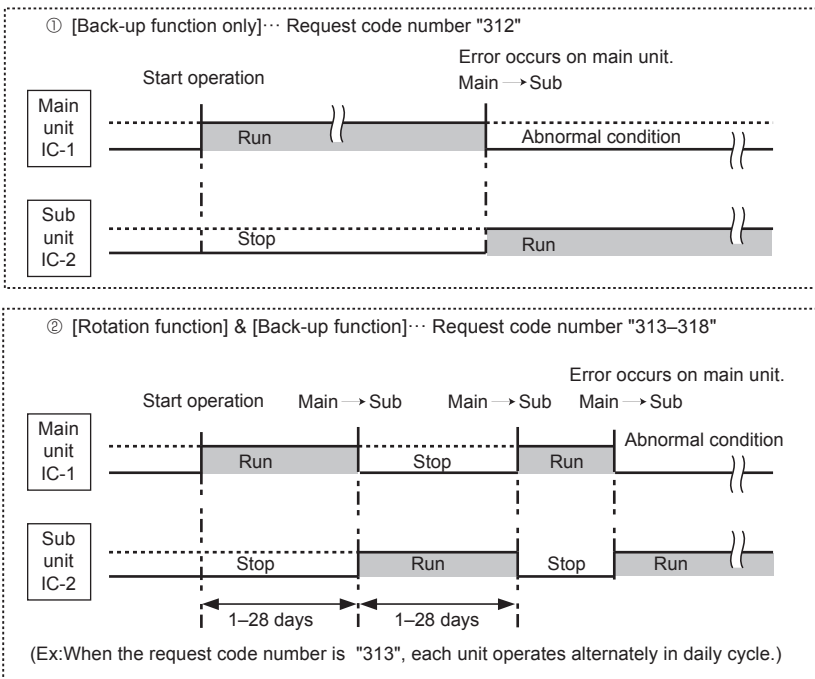 ① [Back-up function only]··· Request code number "312"
Error occurs on main unit.
Start operation
Main → Sub
Main
unit
IC-1
Run
Abnormal condition
Sub
unit
IC-2
Stop
Run
② [Rotation function] & [Back-up function]··· Request code number "313–318"
Error occurs on main unit.
Start operation
Main → Sub
Main → Sub
Main → Sub
Main
unit
IC-1
Run
Stop
Run
Abnormal condition
Sub
unit
IC-2
Stop
Run
Stop
Run
1–28 days
1–28 days
(Ex:When the request code number is "313", each unit operates alternately in daily cycle.)